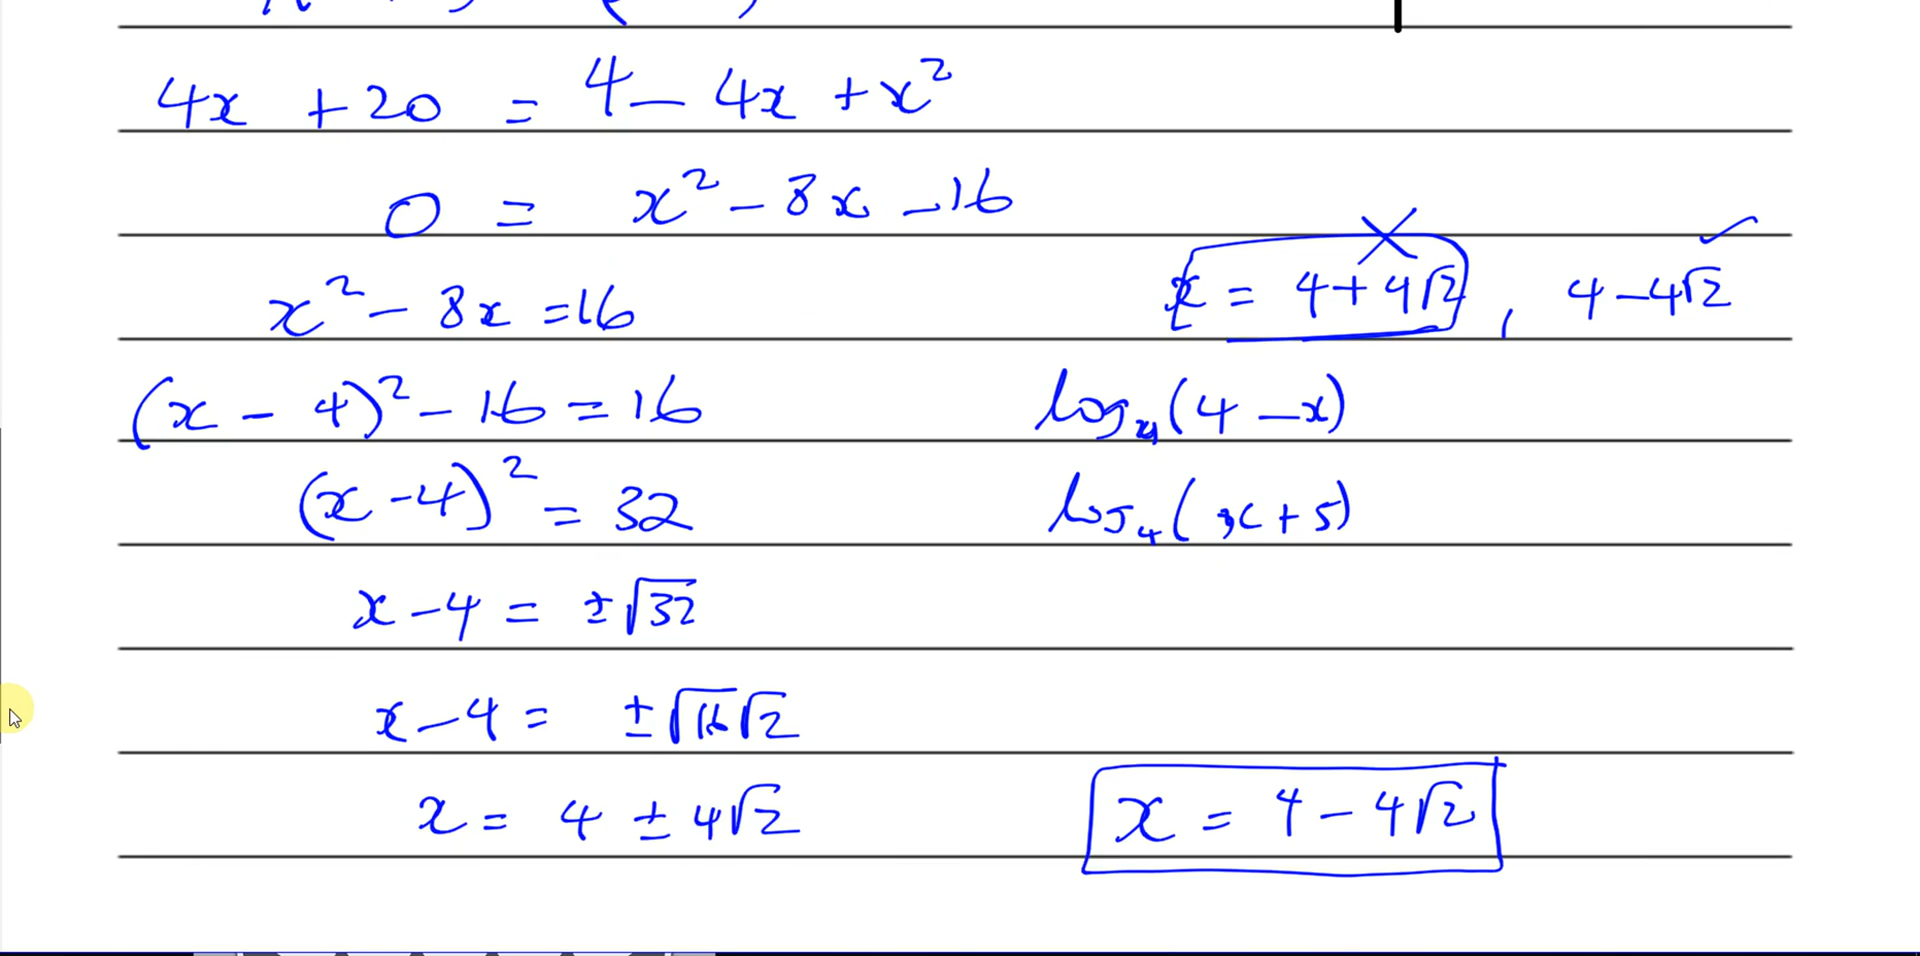 4x + 20 = 4 - 4x + x²
0 = x² - 8x - 16
x² - 8x = 16
(x - 4)² - 16 = 16
(x - 4)² = 32
x - 4 = ±√32
x - 4 = ±√16√2
x = 4 ± 4√2
x = 4 + 4√2 , 4 - 4√2
log₄(4 - x)
log₄(x + 5)
x = 4 - 4√2